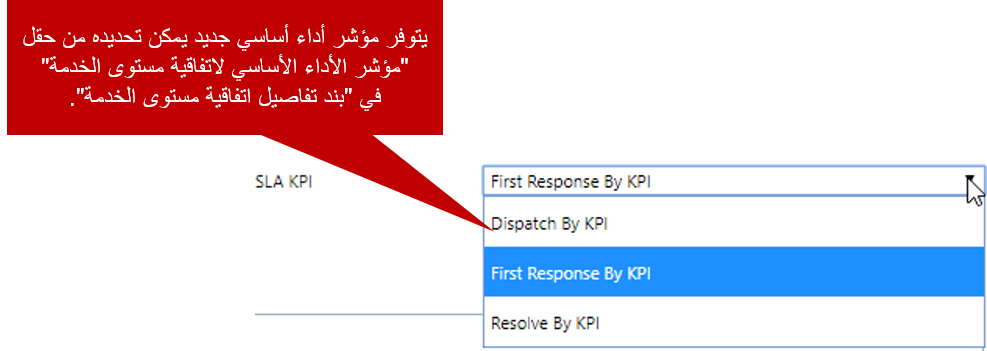 يتوفر مؤشر أداء أساسي جديد يمكن تحديده من حقل
"مؤشر الأداء الأساسي لاتفاقية مستوى الخدمة"
في "بند تفاصيل اتفاقية مستوى الخدمة".
SLA KPI
First Response By KPI
Dispatch By KPI
First Response By KPI
Resolve By KPI